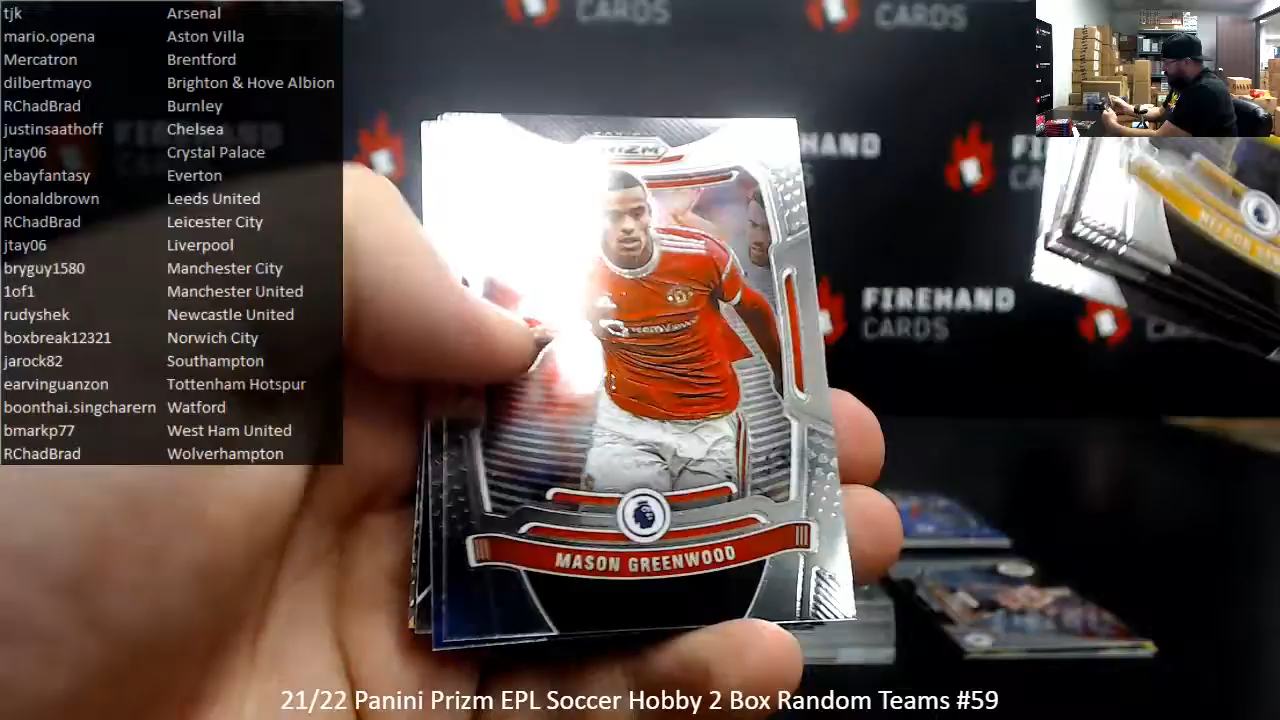 tjk Arsenal
mario.opena Aston Villa
Mercatron Brentford
dilbertmayo Brighton & Hove Albion
RChadBrad Burnley
justinsaathoff Chelsea
jtay06 Crystal Palace
ebayfantasy Everton
donaldbrown Leeds United
RChadBrad Leicester City
jtay06 Liverpool
bryguy1580 Manchester City
1of1 Manchester United
rudyshek Newcastle United
boxbreak12321 Norwich City
jarock82 Southampton
earvinguanzon Tottenham Hotspur
boonthai.singcharern Watford
bmarkp77 West Ham United
RChadBrad Wolverhampton
CARDS
CARDS
FIREHAND
HAND
PRIZM
FIREHAND
CARDS
MASON GREENWOOD
21/22 Panini Prizm EPL Soccer Hobby 2 Box Random Teams #59